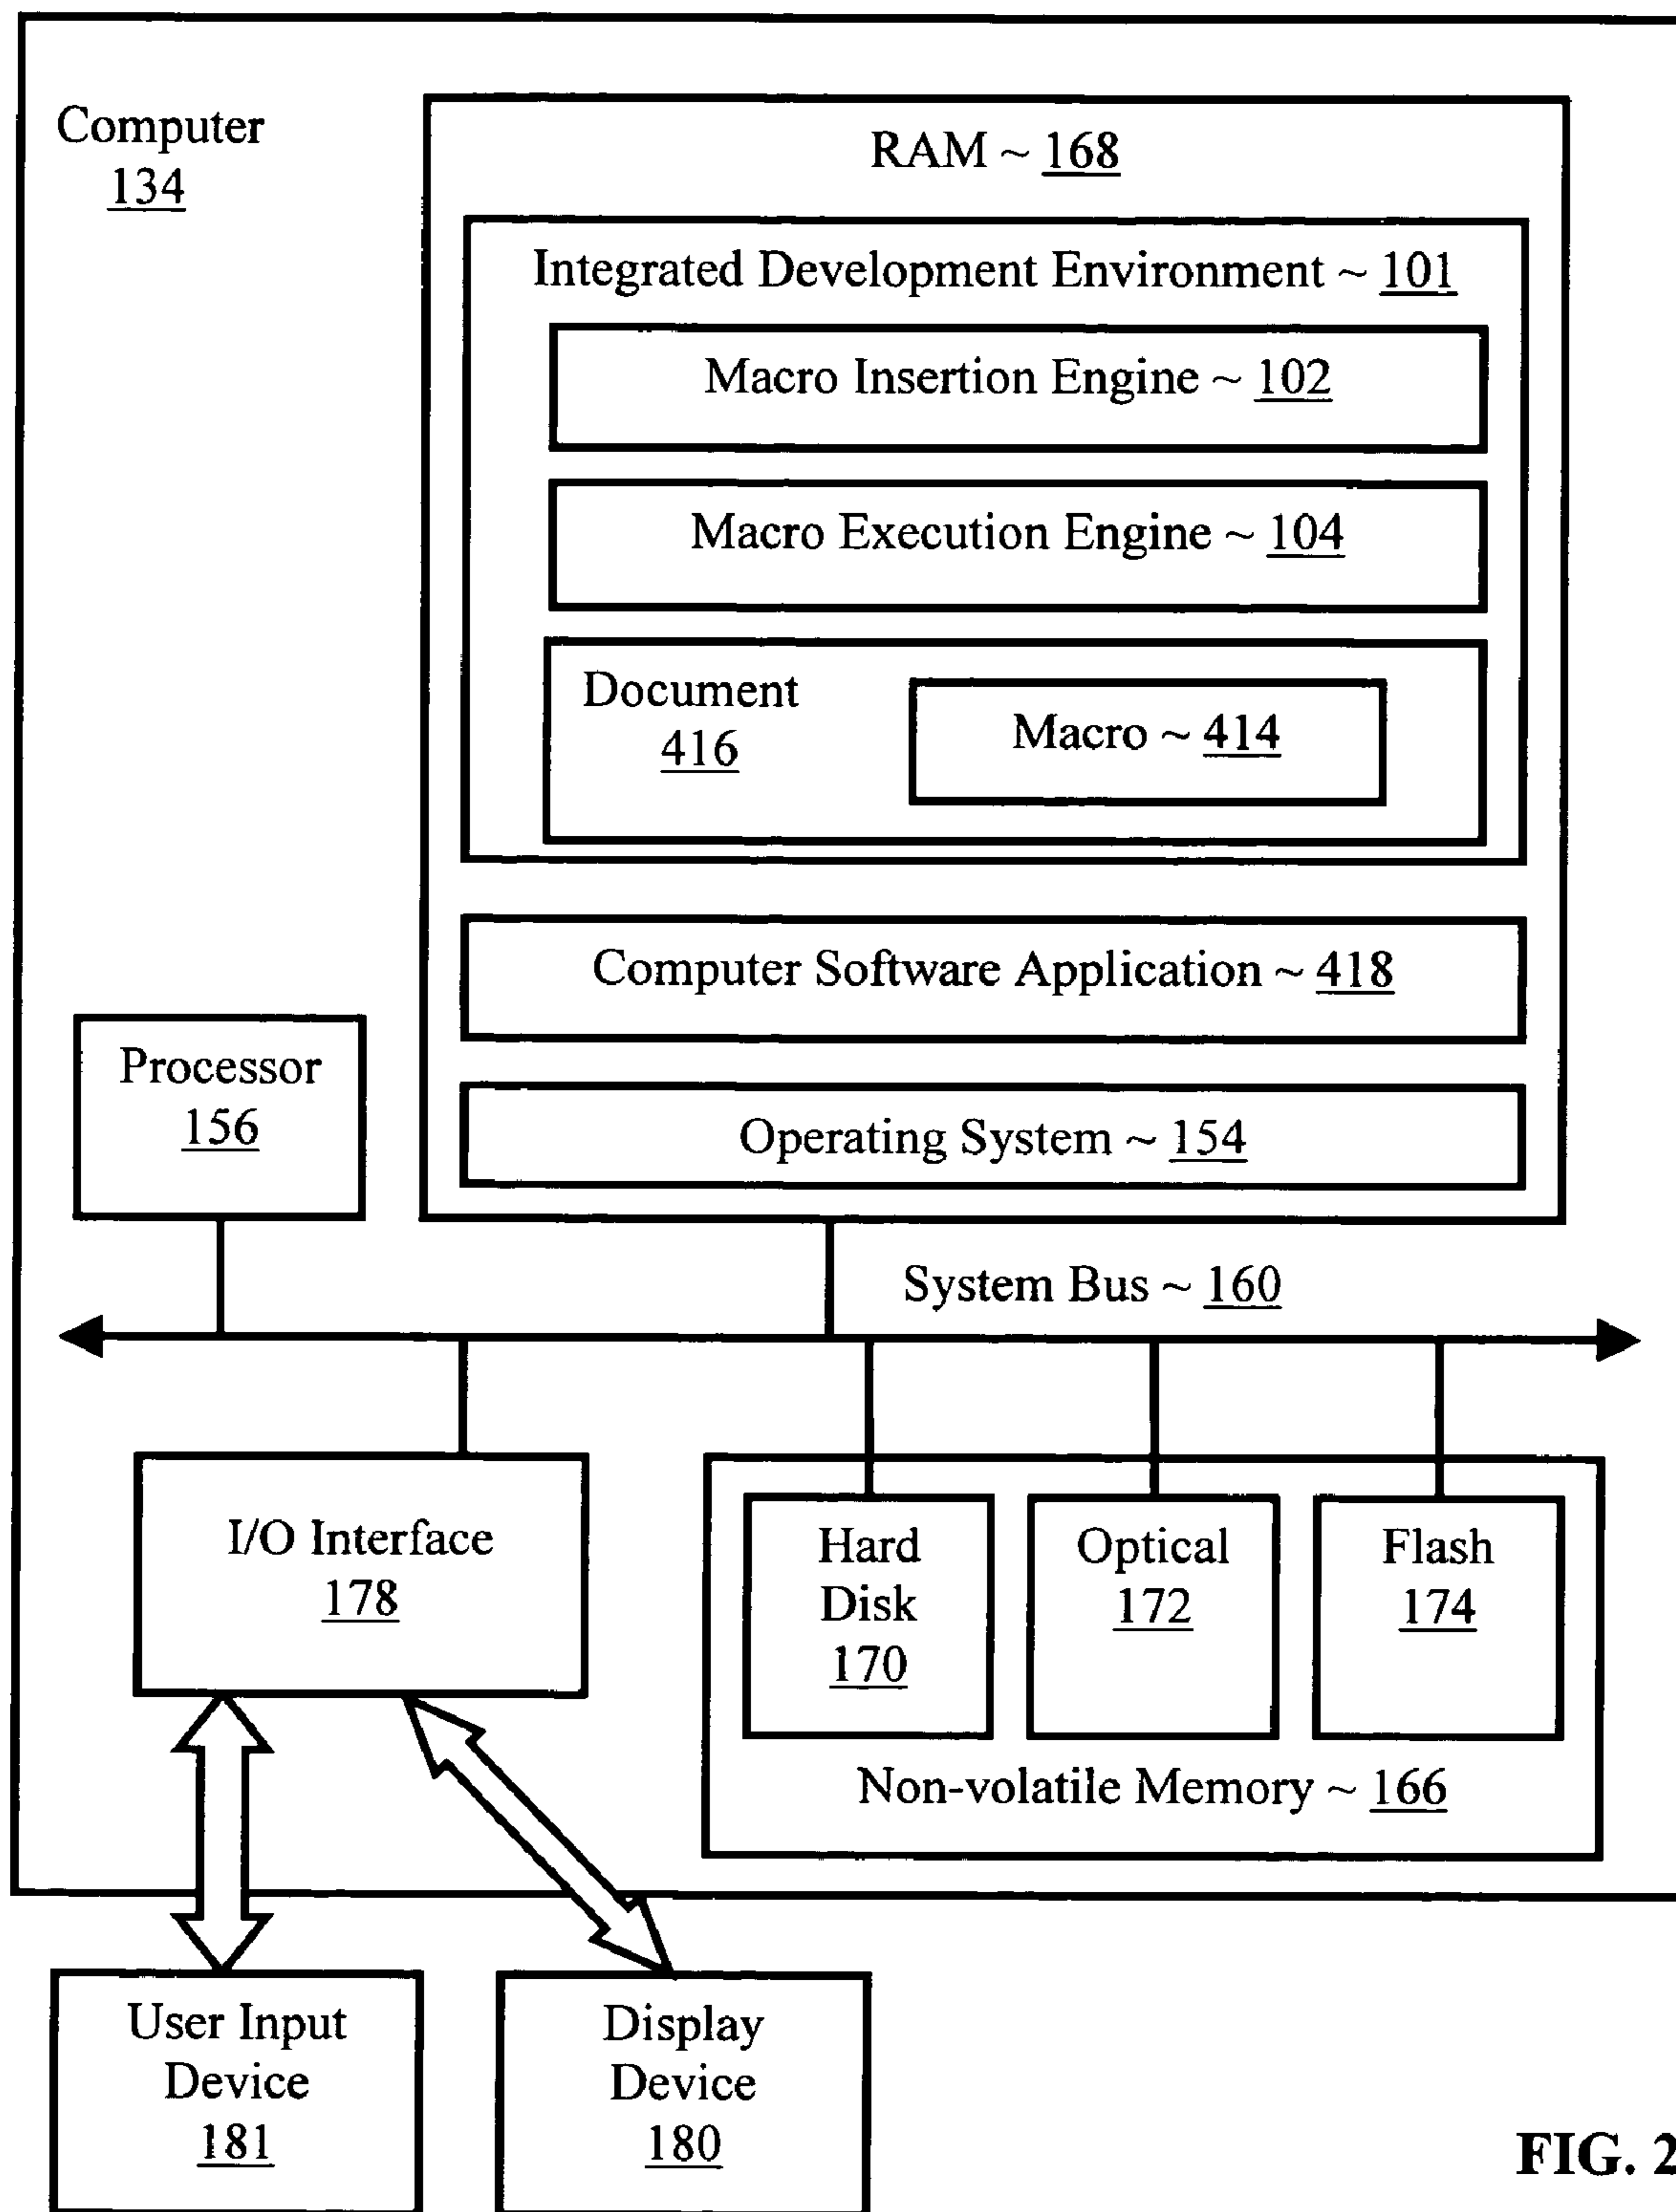 Computer
134
RAM ~ 168
Integrated Development Environment ~ 101
Macro Insertion Engine ~ 102
Macro Execution Engine ~ 104
Document
416
Macro ~ 414
Computer Software Application ~ 418
Processor
156
Operating System ~ 154
System Bus ~ 160
I/O Interface
178
Hard
Disk
170
Optical
172
Flash
174
Non-volatile Memory ~ 166
User Input
Device
181
Display
Device
180
FIG. 2